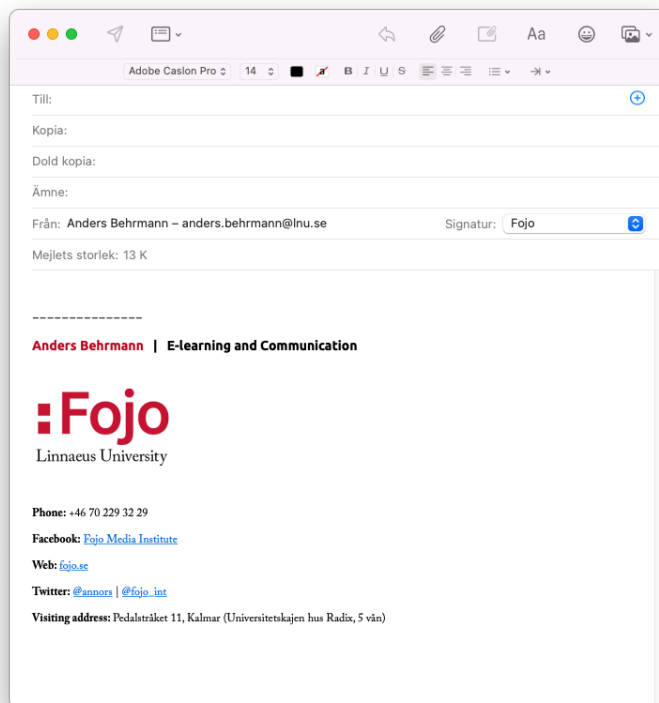 Aa
Adobe Caslon Pro 14 a B I U S
Till:
Kopia:
Dold kopia:
Ämne:
Från: Anders Behrmann – anders.behrmann@lnu.se Signatur: Fojo
Mejlets storlek: 13 K
_______________
Anders Behrmann | E-learning and Communication
:Fojo
Linnaeus University
Phone: +46 70 229 32 29
Facebook: Fojo Media Institute
Web: fojo.se
Twitter: @annors | @fojo_int
Visiting address: Pedalstråket 11, Kalmar (Universitetskajen hus Radix, 5 vån)